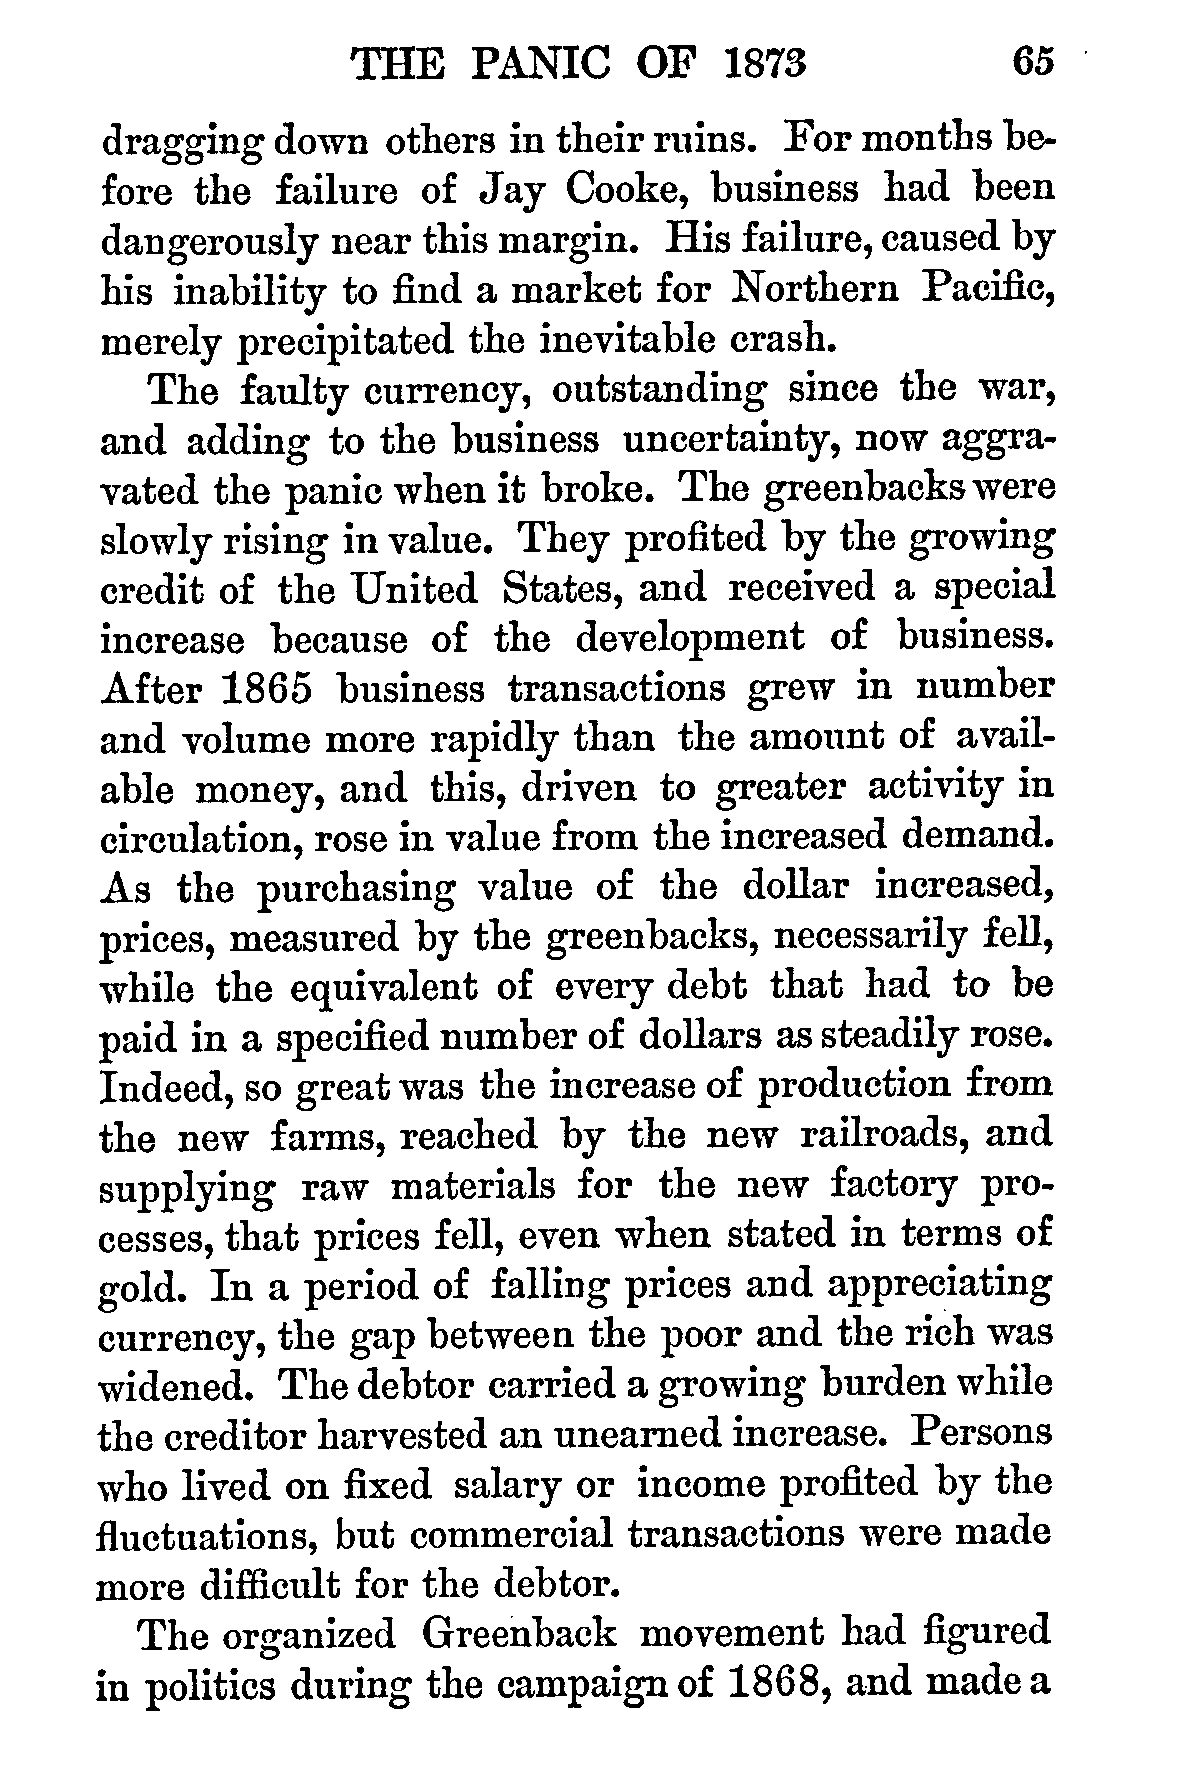 THE PANIC OF 1873 65
dragging down others in their ruins. For months be-
fore the failure of Jay Cooke, business had been
dangerously near this margin. His failure, caused by
his inability to find a market for Northern Pacific,
merely precipitated the inevitable crash.
The faulty currency, outstanding since the war,
and adding to the business uncertainty, now aggra-
vated the panic when it broke. The greenbacks were
slowly rising in value. They profited by the growing
credit of the United States, and received a special
increase because of the development of business.
After 1865 business transactions grew in number
and volume more rapidly than the amount of avail-
able money, and this, driven to greater activity in
circulation, rose in value from the increased demand.
As the purchasing value of the dollar increased,
prices, measured by the greenbacks, necessarily fell,
while the equivalent of every debt that had to be
paid in a specified number of dollars as steadily rose.
Indeed, so great was the increase of production from
the new farms, reached by the new railroads, and
supplying raw materials for the new factory pro-
cesses, that prices fell, even when stated in terms of
gold. In a period of falling prices and appreciating
currency, the gap between the poor and the rich was
widened. The debtor carried a growing burden while
the creditor harvested an unearned increase. Persons
who lived on fixed salary or income profited by the
fluctuations, but commercial transactions were made
more difficult for the debtor.
The organized Greenback movement had figured
in politics during the campaign of 1868, and made a